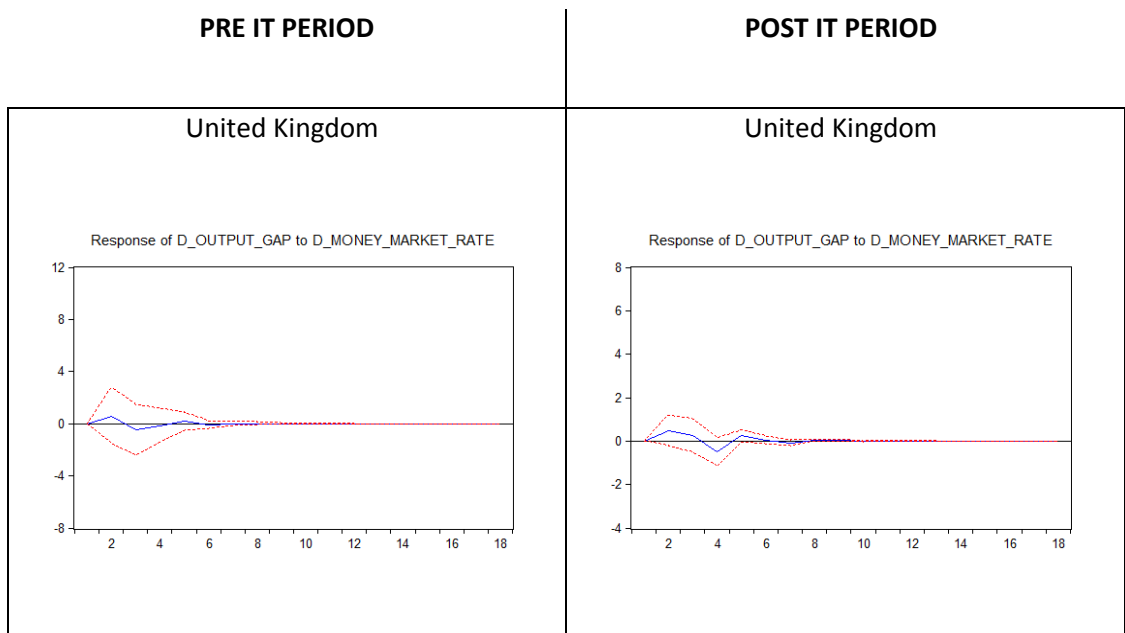 PRE IT PERIOD
POST IT PERIOD
United Kingdom
United Kingdom
Response of D_OUTPUT_GAP to D_MONEY_MARKET_RATE
12
8
4
0
-4
-8
2 4 6 8 10 12 14 16 18
Response of D_OUTPUT_GAP to D_MONEY_MARKET_RATE
8
6
4
2
0
-2
-4
2 4 6 8 10 12 14 16 18